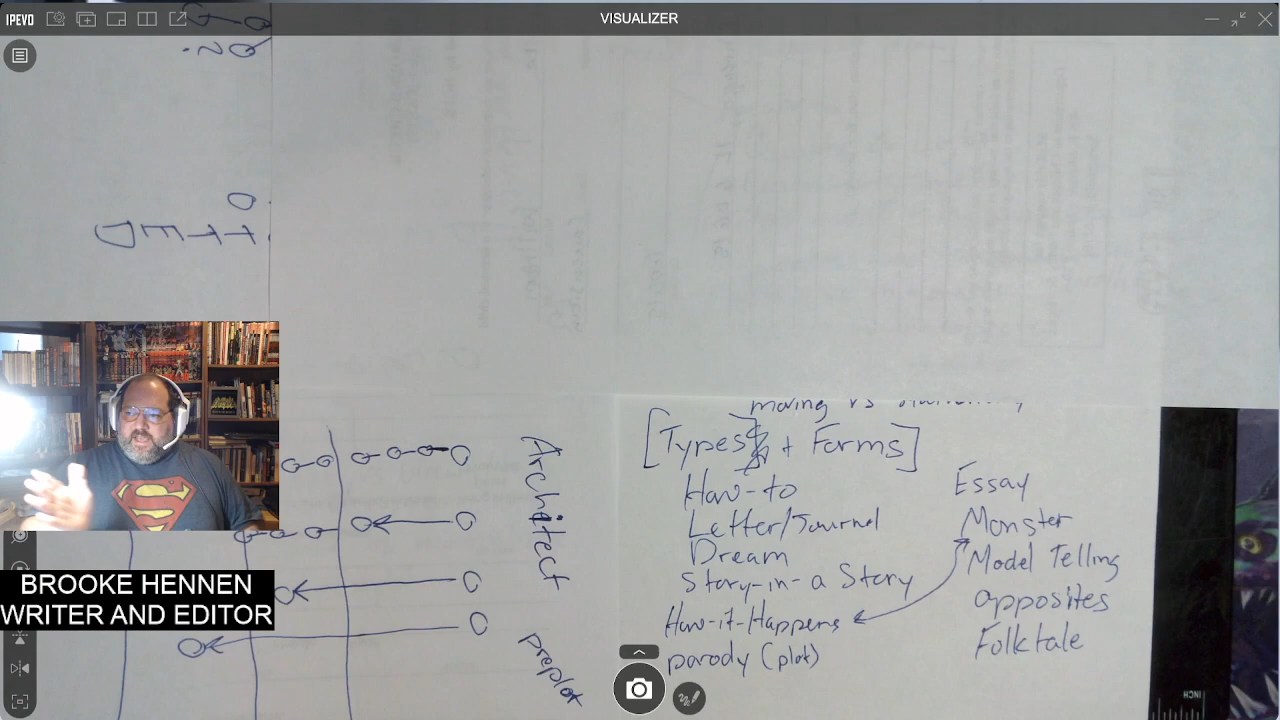 IPEVO
VISUALIZER
[Types + Forms]
How-to
Letter/Journal
Dream
Story-in-a Story
How-it-Happens
parody (plot)
Essay
Monster
Model Telling
opposites
Folktale
Architect
preplot
BROOKE HENNEN
WRITER AND EDITOR
INCH